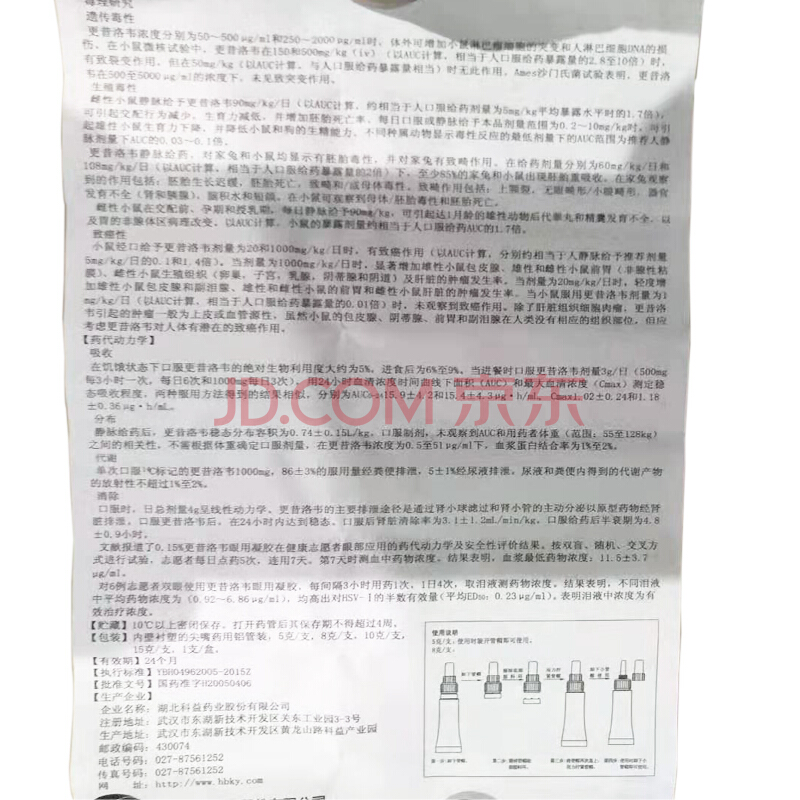 毒理研究
遗传毒性
更昔洛韦浓度分别为50～500μg/ml和250～2000μg/ml时，体外可增加小鼠淋巴瘤细胞的突变和人淋巴细胞DNA的损
伤。在小鼠微核试验中，更昔洛韦在150和500mg/kg（iv）（以AUC计算，相当于人口服给药暴露量的2.8至10倍）时，
有致裂变作用。但在50mg/kg（以AUC计算，与人口服给药暴露量相当）时无此作用。Ames沙门氏菌试验表明，更昔洛
韦在500至5000μg/ml的浓度下，未见致突变作用。
生殖毒性
雌性小鼠静脉给予更昔洛韦90mg/kg/日（以AUC计算，约相当于人口服给药剂量为5mg/kg平均暴露水平时的1.7倍），
可引起交配行为减少、生育力减低，并增加胚胎死亡率。每日口服或静脉给予本品剂量范围为0.2～10mg/kg时，可引
起雄性小鼠生育力下降，并降低小鼠和狗的生精能力。不同种属动物显示毒性反应的最低剂量下的AUC范围为推荐人静
脉剂量下AUC的0.03～0.1倍。
更昔洛韦静脉给药，对家兔和小鼠均显示有胚胎毒性，并对家兔有致畸作用。在给药剂量分别为60mg/kg/日和
108mg/kg/日（以AUC计算，相当于人口服给药暴露量的2倍）下，至少85%的家兔和小鼠出现胚胎重吸收。在家兔观察
到的作用包括：胚胎生长迟缓，胚胎死亡，致畸和/或母体毒性。致畸作用包括：上颚裂，无眼畸形/小眼畸形，器官
发育不全（肾和胰腺），脑积水和短颌。在小鼠可观察到母体/胚胎毒性和胚胎死亡。
雌性小鼠在交配前、孕期和授乳期，每日静脉给予90mg/kg，可引起达1月龄的雄性动物后代睾丸和精囊发育不全，以
及胃的非腺体区病理改变。以AUC计算，小鼠的暴露剂量约相当于人口服给药AUC的1.7倍。
致癌性
小鼠经口给予更昔洛韦剂量为20和1000mg/kg/日时，有致癌作用（以AUC计算，分别约相当于人静脉给予推荐剂量
5mg/kg/日的0.1和1.4倍）。当剂量为1000mg/kg/日时，显著增加雄性小鼠包皮腺，雄性和雌性小鼠前胃（非腺性粘
膜）、雌性小鼠生殖组织（卵巢，子宫，乳腺，阴蒂腺和阴道）及肝脏的肿瘤发生率。当剂量为20mg/kg/日时，轻度增
加雄性小鼠包皮腺和副泪腺、雄性和雌性小鼠的前胃和雌性小鼠肝脏的肿瘤发生率。当小鼠服用更昔洛韦剂量为1
mg/kg/日（以AUC计算，相当于人口服给药暴露量的0.01倍）时，未观察到致癌作用。除了肝脏组织细胞肉瘤，更昔洛韦
引起的肿瘤一般为上皮或血管源性，虽然小鼠的包皮腺、阴蒂腺、前胃和副泪腺在人类没有相应的组织部位，但应
考虑更昔洛韦对人体有潜在的致癌作用。
【药代动力学】
吸收
在饥饿状态下口服更昔洛韦的绝对生物利用度大约为5%，进食后为6%至9%。当进餐时口服更昔洛韦剂量3g/日（500mg
每3小时一次，每日6次和1000mg每日3次），用24小时血清浓度时间曲线下面积（AUC）和最大血清浓度（Cmax）测定稳
态吸收程度，两种服用方法得到的结果相似，分别为AUC0-24 15.9±4.2和15.4±4.3μg·h/mL，Cmax1.02±0.24和1.18
±0.36μg·h/mL。
分布
静脉给药后，更昔洛韦稳态分布容积为0.74±0.15L/kg，口服制剂，未观察到AUC和用药者体重（范围：55至128kg）
之间的相关性，不需根据体重确定口服剂量，在更昔洛韦浓度为0.5至51μg/ml下，血浆蛋白结合率为1%至2%。
代谢
单次口服14C标记的更昔洛韦1000mg，86±3%的服用量经粪便排泄，5±1%经尿液排泄。尿液和粪便内得到的代谢产物
的放射性不超过1%至2%。
消除
口服时，日总剂量4g呈线性动力学。更昔洛韦的主要排泄途径是通过肾小球滤过和肾小管的主动分泌以原型药物经肾
脏排泄，口服更昔洛韦后，在24小时内达到稳态。口服后肾脏清除率为3.1±1.2mL/min/kg，口服给药后半衰期为4.8
±0.9小时。
文献报道了0.15%更昔洛韦眼用凝胶在健康志愿者眼部应用的药代动力学及安全性评价结果。按双盲、随机、交叉方
式进行试验，志愿者每日点药5次，连用7天。第7天时测血中药物浓度。结果表明，血浆最低药物浓度：11.5±3.7
μg/ml。
对6例志愿者双眼使用更昔洛韦眼用凝胶，每间隔3小时用药1次，1日4次，取泪液测药物浓度。结果表明，不同泪液
中平均药物浓度为（0.92～6.86μg/ml），均高出对HSV-Ⅰ的半数有效量（平均ED50：0.23μg/ml）。表明泪液中浓度为有
效治疗浓度。
【贮藏】10℃以上密闭保存。打开药管后其保存期不得超过4周。
【包装】内壁衬塑的尖嘴药用铝管装，5克/支，8克/支，10克/支，
15克/支，1支/盒。
【有效期】24个月
【执行标准】YBH04962005-2015Z
【批准文号】国药准字H20050406
【生产企业】
企业名称：湖北科益药业股份有限公司
注册地址：武汉市东湖新技术开发区关东工业园3-3号
生产地址：武汉市东湖新技术开发区黄龙山路科益产业园
邮政编码：430074
电话号码：027-87561252
传真号码：027-87561252
网　址：http://www.hbky.com
使用说明
5克/支：使用时旋开管帽即可使用。
8克/支：
卸下管帽
JD.COM 京东